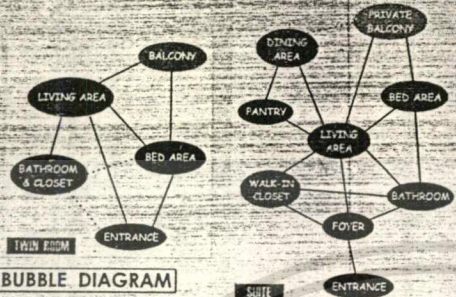 BALCONY
LIVING AREA
BATHROOM
& CLOSET
BED AREA
ENTRANCE
TWIN ROOM
BUBBLE DIAGRAM
PRIVATE
BALCONY
DINING
AREA
PANTRY
BED AREA
LIVING
AREA
WALK-IN
CLOSET
BATHROOM
FOYER
ENTRANCE
SUITE